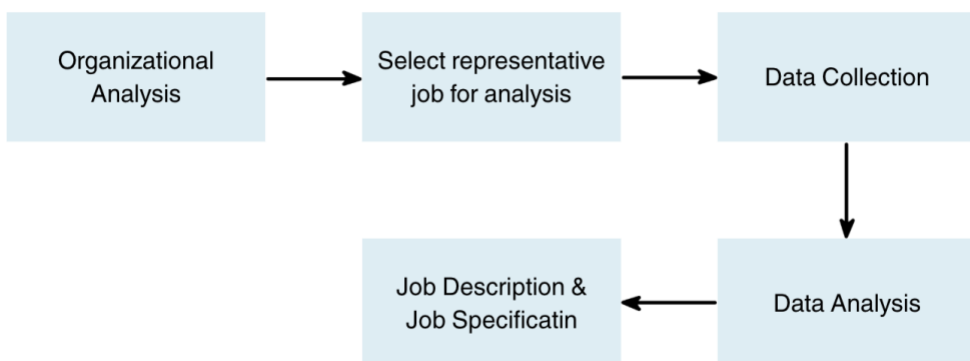 Organizational
Analysis
Select representative
job for analysis
Data Collection
Data Analysis
Job Description &
Job Specificatin